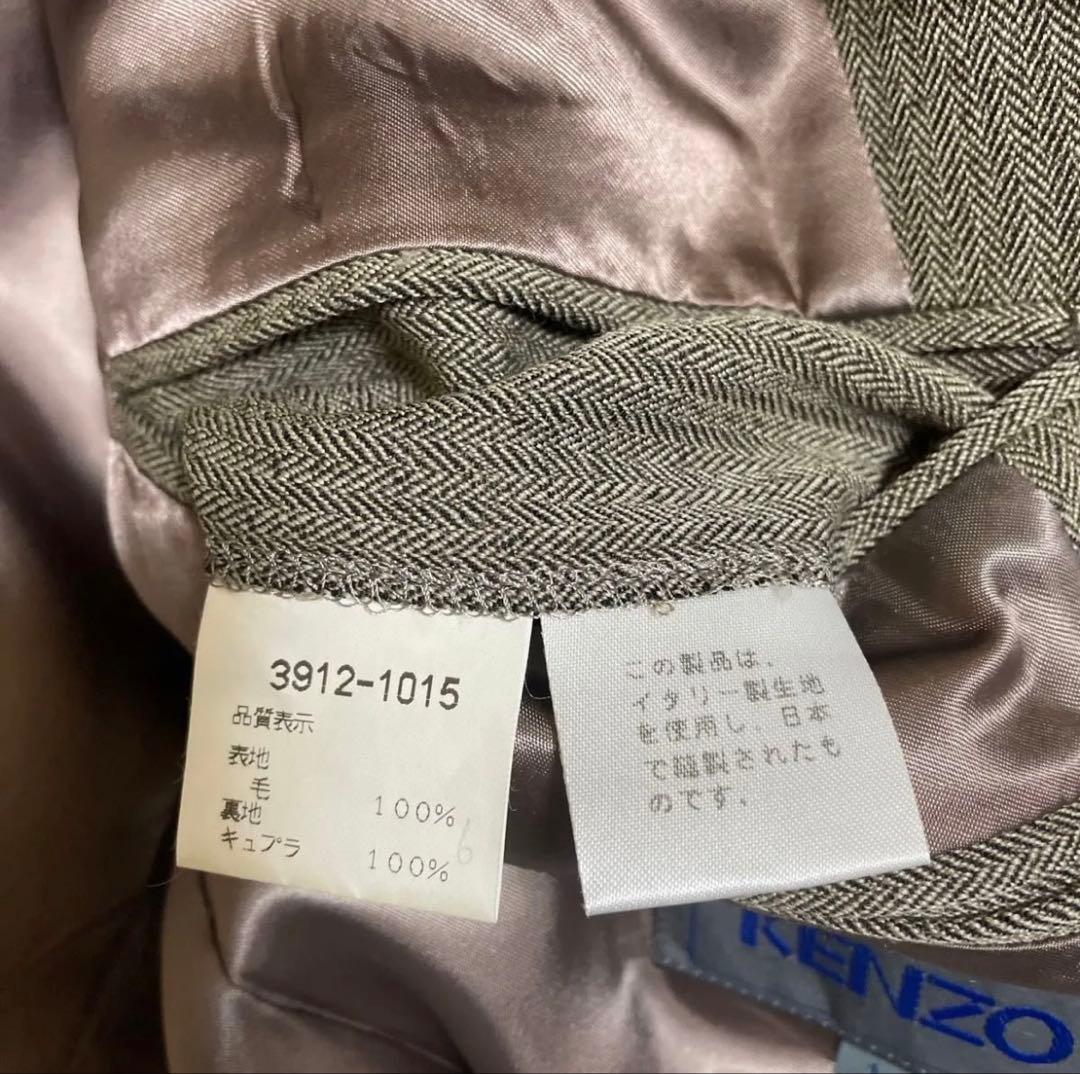 3912-1015
品質表示
表地
毛 100%
裏地
キュプラ 100%
6
この製品は、
イタリー製生地
を使用し、日本
で縫製されたも
のです。
KENZO